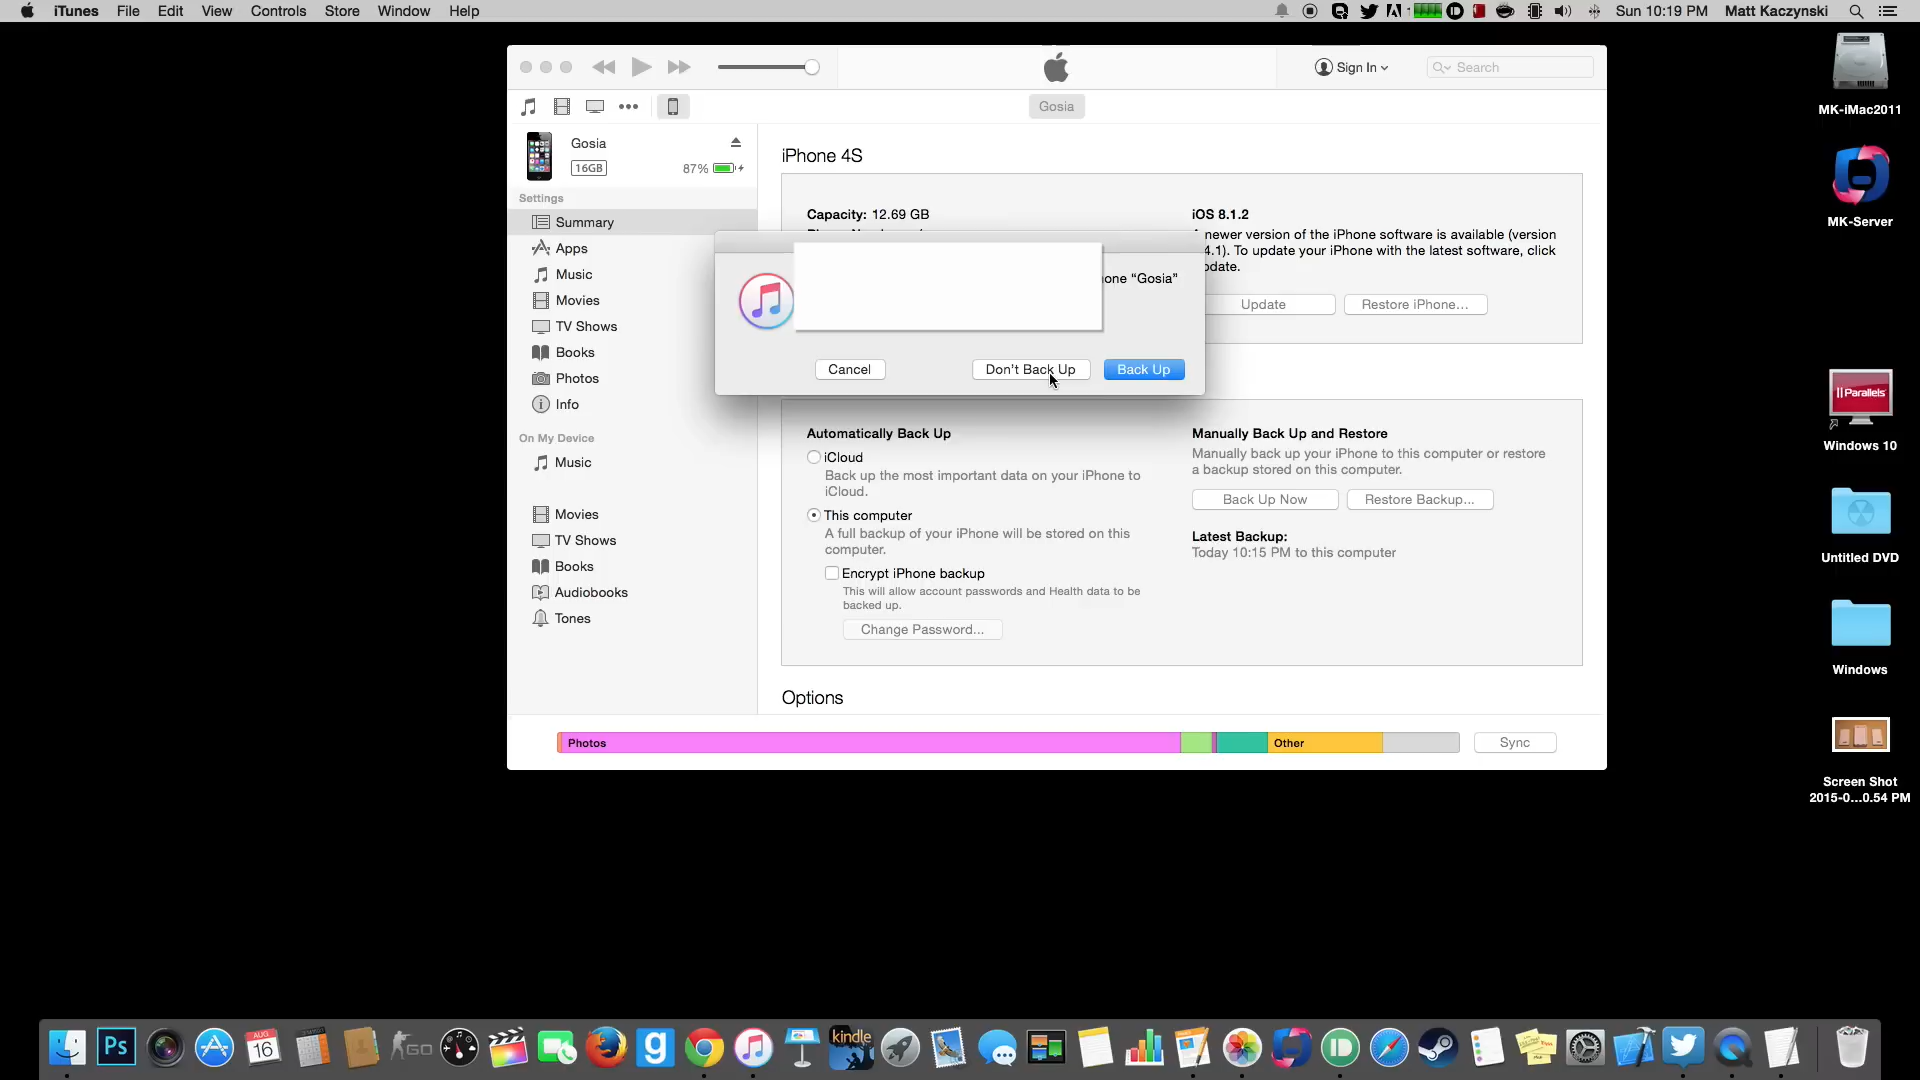 iTunes File Edit View Controls Store Window Help
Sun 10:19 PM Matt Kaczynski
Sign In
Search
Gosia
Gosia
16GB
87%
Settings
Summary
Apps
Music
Movies
TV Shows
Books
Photos
Info
On My Device
Music
Movies
TV Shows
Books
Audiobooks
Tones
iPhone 4S
Capacity: 12.69 GB
iOS 8.1.2
newer version of the iPhone software is available (version
4.1). To update your iPhone with the latest software, click
“Gosia”
Update
Restore iPhone...
Cancel
Don't Back Up
Back Up
Automatically Back Up
iCloud
Back up the most important data on your iPhone to
iCloud.
This computer
A full backup of your iPhone will be stored on this
computer.
Encrypt iPhone backup
This will allow account passwords and Health data to be
backed up.
Change Password...
Manually Back Up and Restore
Manually back up your iPhone to this computer or restore
a backup stored on this computer.
Back Up Now
Restore Backup...
Latest Backup:
Today 10:15 PM to this computer
Options
Photos
Other
Sync
MK-iMac2011
MK-Server
Parallels
Windows 10
Untitled DVD
Windows
Screen Shot
2015-0...0.54 PM
Ps
AUG
16
GO
g
kindle